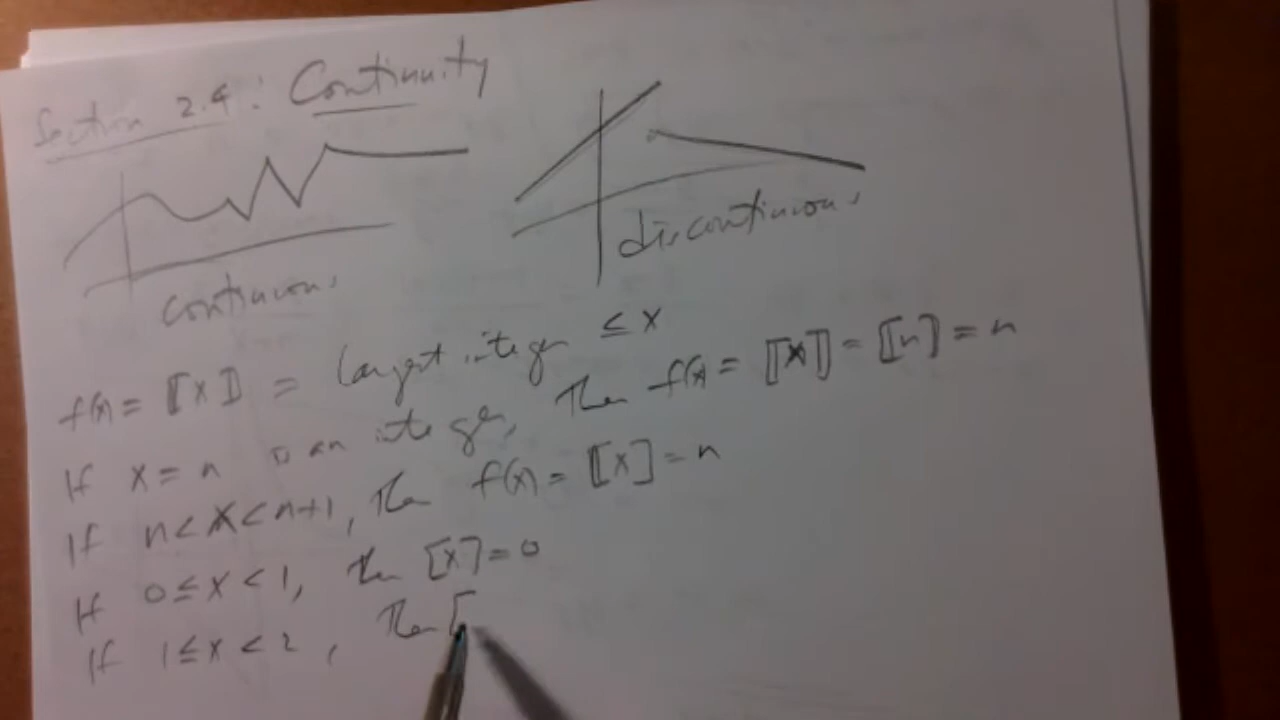 Section 2.4: Continuity
continuous
discontinuous
f(x) = ⟦x⟧ = largest integer ≤ x
If x = n is an integer, then f(x) = ⟦x⟧ = ⟦n⟧ = n
If n < x < n+1, then f(x) = ⟦x⟧ = n
If 0 ≤ x < 1, then ⟦x⟧ = 0
If 1 ≤ x < 2, then ⟦